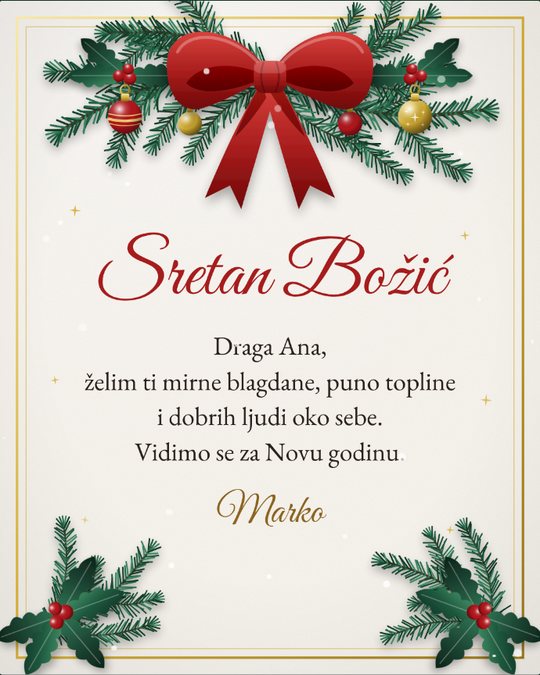 Sretan Božić
Draga Ana,
želim ti mirne blagdane, puno topline
i dobrih ljudi oko sebe.
Vidimo se za Novu godinu.
Marko